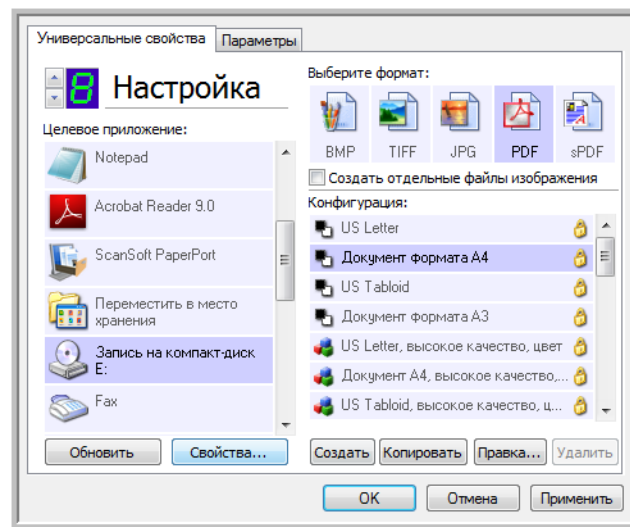 Универсальные свойства
Параметры
8 Настройка
Целевое приложение:
Notepad
Acrobat Reader 9.0
ScanSoft PaperPort
Переместить в место
хранения
Запись на компакт-диск
E:
Fax
Обновить
Свойства...
Выберите формат:
BMP TIFF JPG PDF sPDF
Создать отдельные файлы изображения
Конфигурация:
US Letter
Документ формата A4
US Tabloid
Документ формата A3
US Letter, высокое качество, цвет
Документ A4, высокое качество,...
US Tabloid, высокое качество, ц...
Создать Копировать Правка... Удалить
OK Отмена Применить